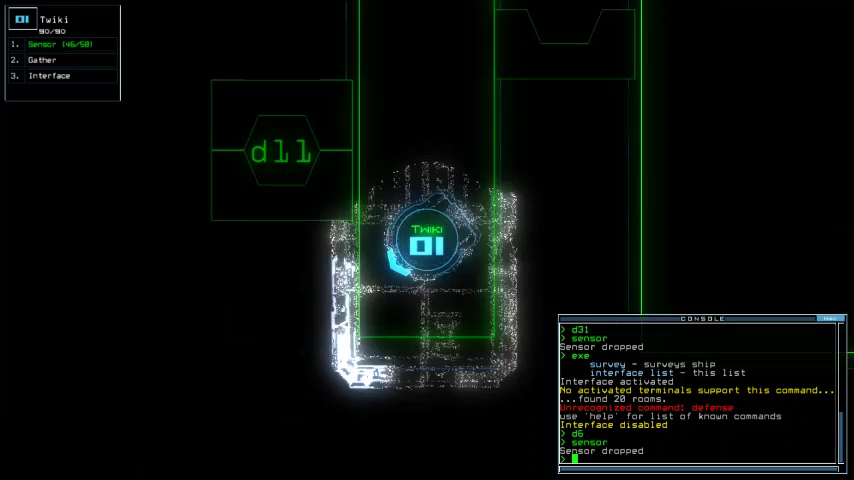 01 Twiki
90/90
1. Sensor (46/50)
2. Gather
3. Interface
dll
TWIKI
01
CONSOLE
> d31
> sensor
Sensor dropped
> exe
survey - surveys ship
interface list - this list
Interface activated
No activated terminals support this command...
...found 20 rooms.
Unrecognized command: defense
use 'help' for list of known commands
Interface disabled
> d6
> sensor
Sensor dropped
>